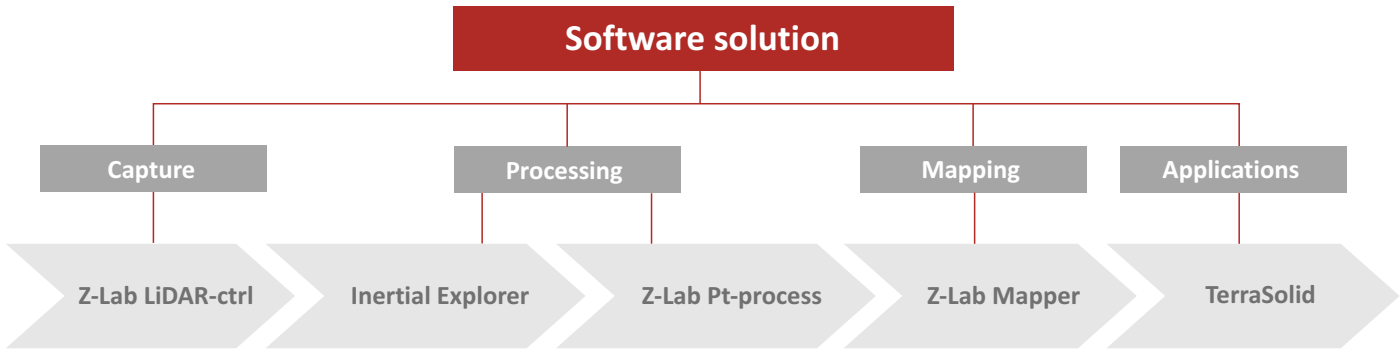 Software solution
Capture
Processing
Mapping
Applications
Z-Lab LiDAR-ctrl
Inertial Explorer
Z-Lab Pt-process
Z-Lab Mapper
TerraSolid